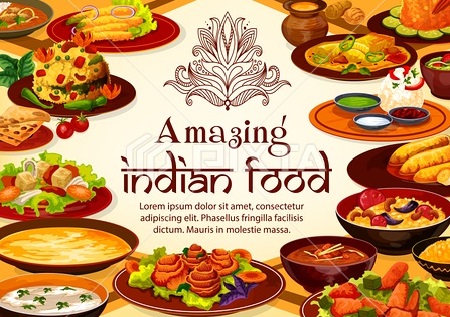 Amazing
indian food
Lorem ipsum dolor sit amet, consectetur
adipiscing elit. Phasellus fringilla facilisis
dictum. Mauris in molestie massa.